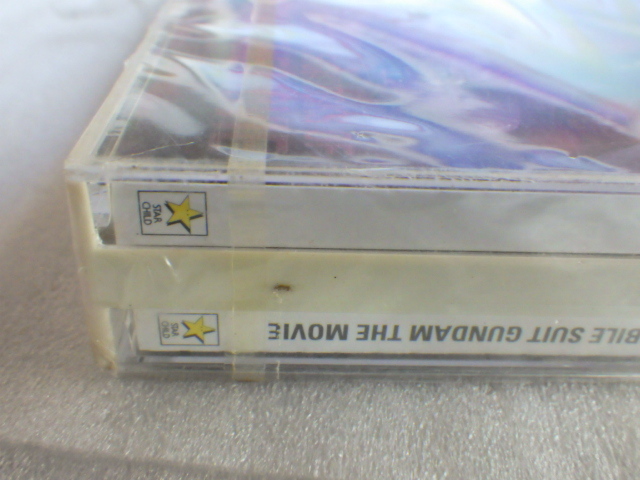 STAR
CHILD
STAR
CHILD
BILE SUIT GUNDAM THE MOVIE